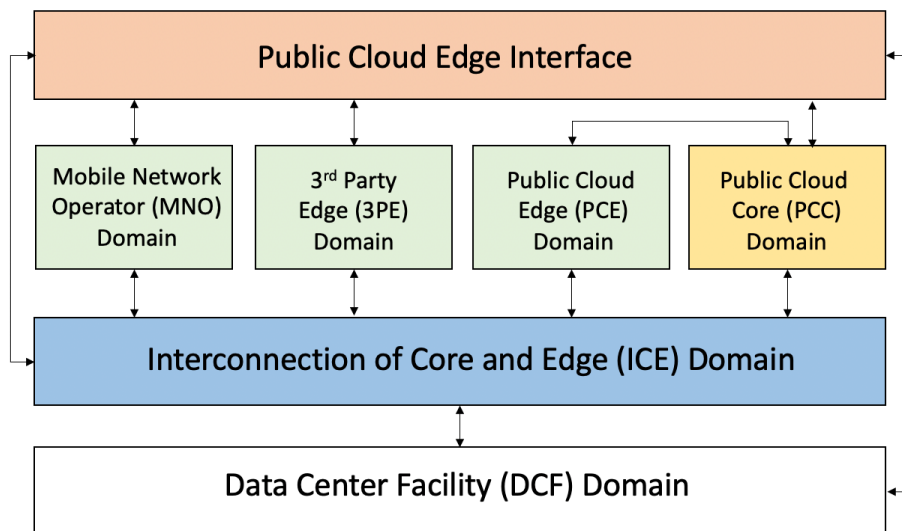 Public Cloud Edge Interface
Mobile Network
Operator (MNO)
Domain
3rd Party
Edge (3PE)
Domain
Public Cloud
Edge (PCE)
Domain
Public Cloud
Core (PCC)
Domain
Interconnection of Core and Edge (ICE) Domain
Data Center Facility (DCF) Domain